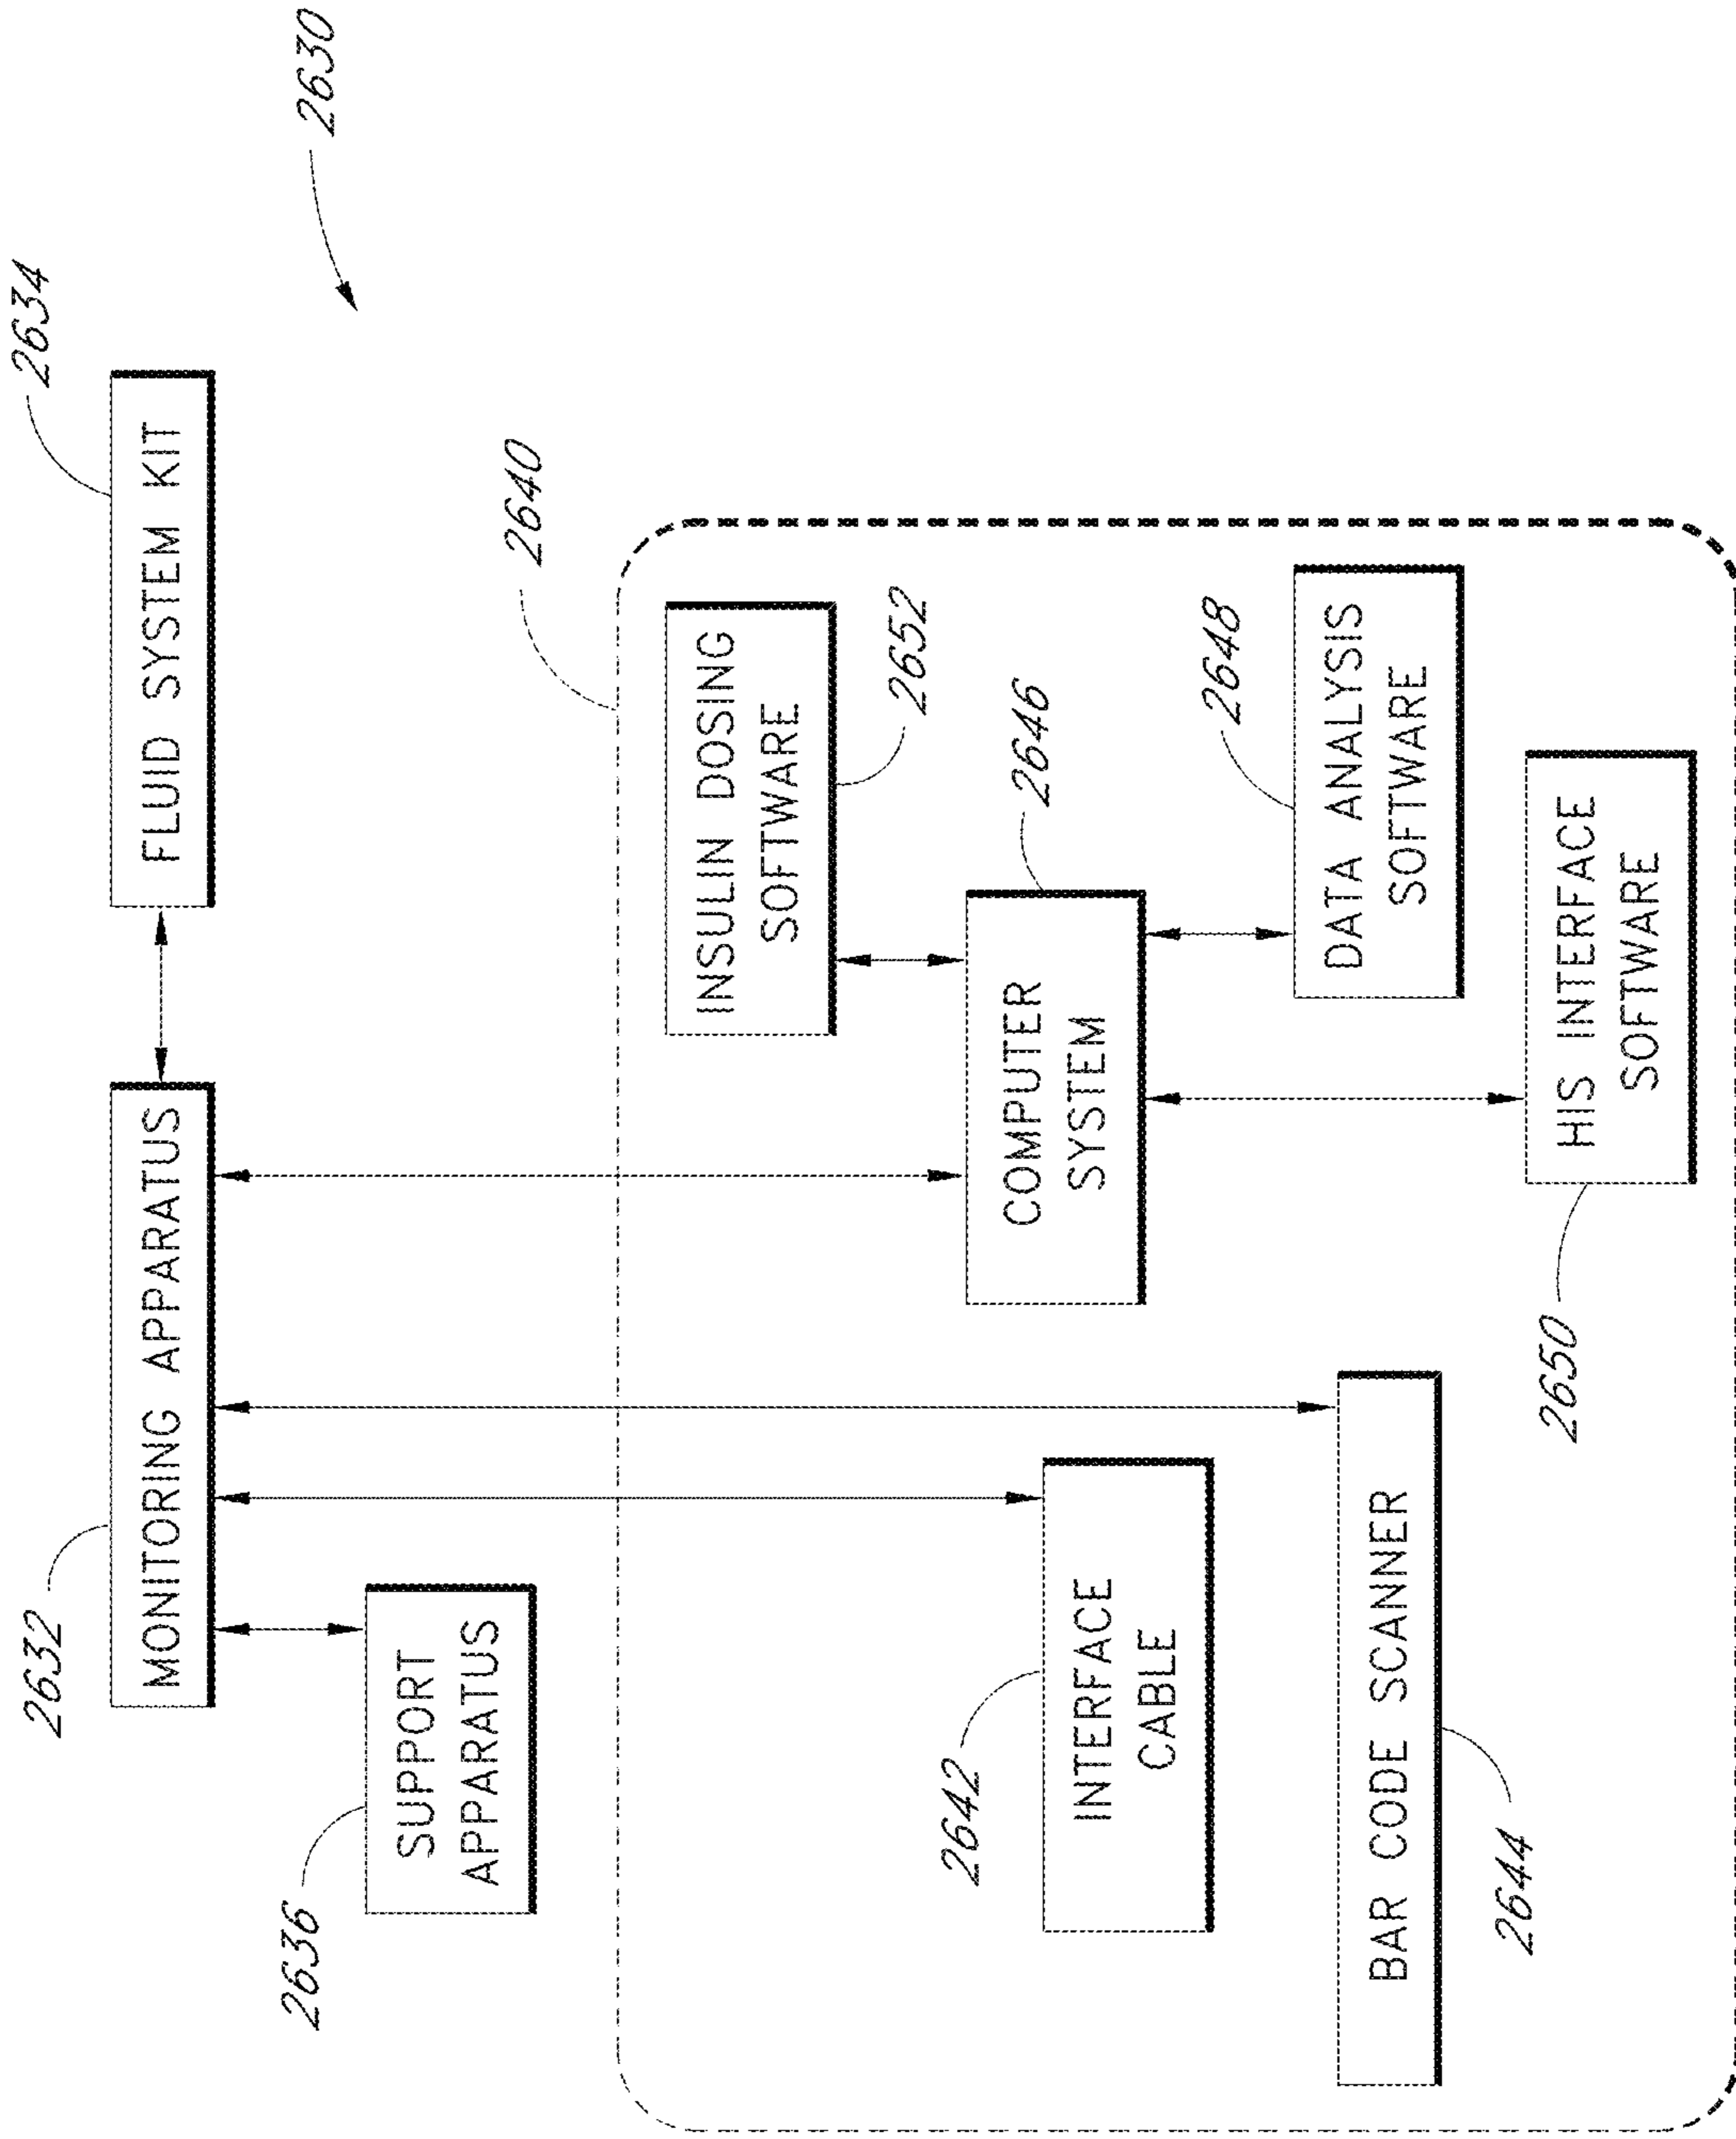 2630
2632
MONITORING APPARATUS
FLUID SYSTEM KIT
2634
2636
SUPPORT
APPARATUS
2640
INSULIN DOSING
SOFTWARE
2652
2642
INTERFACE
CABLE
COMPUTER
SYSTEM
2646
BAR CODE SCANNER
2644
DATA ANALYSIS
SOFTWARE
2648
HIS INTERFACE
SOFTWARE
2650